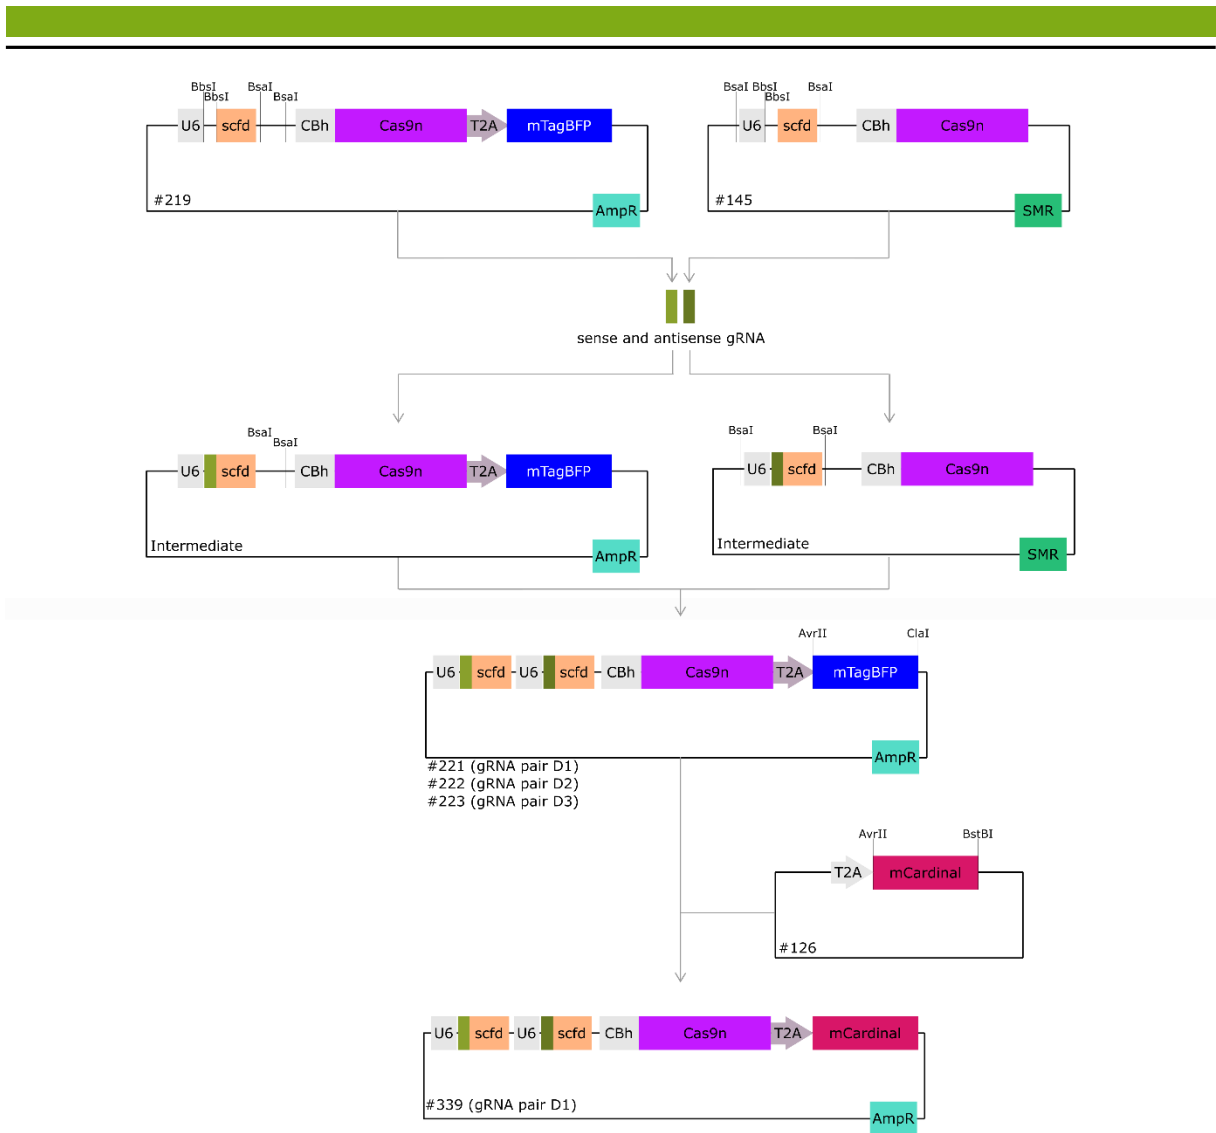 BbsI
BbsI
BsaI
BsaI
U6 scfd CBh Cas9n T2A mTagBFP
#219
AmpR
BsaI BbsI
BbsI
BsaI
U6 scfd CBh Cas9n
#145
SMR
sense and antisense gRNA
BsaI
BsaI
U6 scfd CBh Cas9n T2A mTagBFP
Intermediate
AmpR
BsaI BsaI
U6 scfd CBh Cas9n
Intermediate
SMR
AvrII ClaI
U6 scfd U6 scfd CBh Cas9n T2A mTagBFP
AmpR
#221 (gRNA pair D1)
#222 (gRNA pair D2)
#223 (gRNA pair D3)
AvrII BstBI
T2A mCardinal
#126
U6 scfd U6 scfd CBh Cas9n T2A mCardinal
#339 (gRNA pair D1)
AmpR